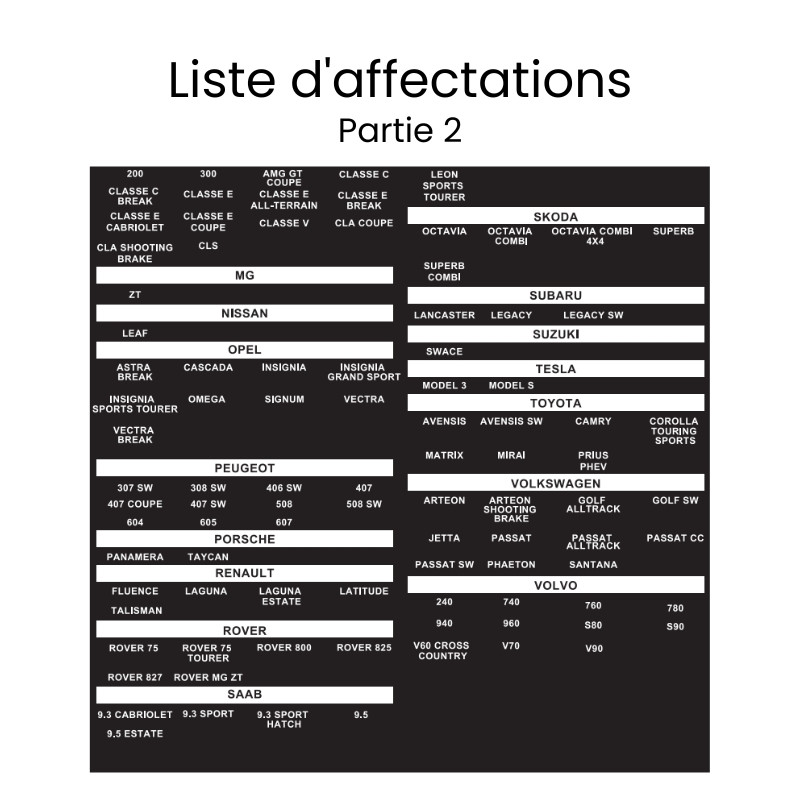 Liste d'affectations
Partie 2
200 300 AMG GT COUPE CLASSE C
CLASSE C BREAK CLASSE E CLASSE E ALL-TERRAIN CLASSE E BREAK
CLASSE E CABRIOLET CLASSE E COUPE CLASSE V CLA COUPE
CLA SHOOTING BRAKE CLS
MG
ZT
NISSAN
LEAF
OPEL
ASTRA BREAK CASCADA INSIGNIA INSIGNIA GRAND SPORT
INSIGNIA SPORTS TOURER OMEGA SIGNUM VECTRA
VECTRA BREAK
PEUGEOT
307 SW 308 SW 406 SW 407
407 COUPE 407 SW 508 508 SW
604 605 607
PORSCHE
PANAMERA TAYCAN
RENAULT
FLUENCE LAGUNA LAGUNA ESTATE LATITUDE
TALISMAN
ROVER
ROVER 75 ROVER 75 TOURER ROVER 800 ROVER 825
ROVER 827 ROVER MG ZT
SAAB
9.3 CABRIOLET 9.3 SPORT 9.3 SPORT HATCH 9.5
9.5 ESTATE
LEON SPORTS TOURER
SKODA
OCTAVIA OCTAVIA COMBI OCTAVIA COMBI 4X4 SUPERB
SUPERB COMBI
SUBARU
LANCASTER LEGACY LEGACY SW
SUZUKI
SWACE
TESLA
MODEL 3 MODEL S
TOYOTA
AVENSIS AVENSIS SW CAMRY COROLLA TOURING SPORTS
MATRIX MIRAI PRIUS PHEV
VOLKSWAGEN
ARTEON ARTEON SHOOTING BRAKE GOLF ALLTRACK GOLF SW
JETTA PASSAT PASSAT ALLTRACK PASSAT CC
PASSAT SW PHAETON SANTANA
VOLVO
240 740 760 780
940 960 S80 S90
V60 CROSS COUNTRY V70 V90